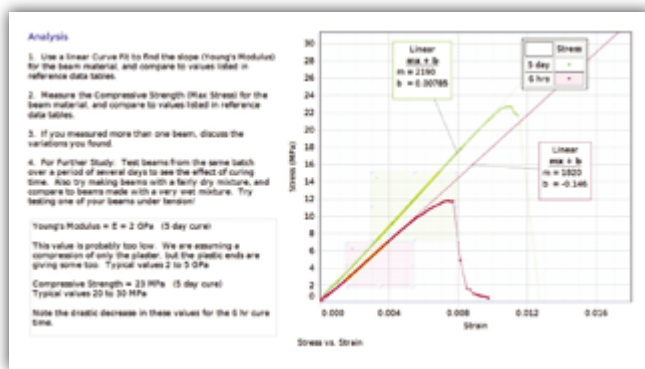 Analysis
1. Use a linear Curve Fit to find the slope (Young's Modulus)
for the beam material, and compare to values listed in
reference data tables.
2. Measure the Compressive Strength (Max Stress) for the
beam material, and compare to values listed in reference
data tables.
3. If you measured more than one beam, discuss the
variations you found.
4. For Further Study: Test beams from the same batch
over a period of several days to see the effect of curing
time. Also try making beams with a fairly dry mixture, and
compare to beams made with a very wet mixture. Try
testing one of your beams under tension!
Young's Modulus = E = 2 GPa (5 day cure)
This value is probably too low. We are assuming a
compression of only the plaster, but the plastic ends are
giving some too. Typical values 2 to 5 GPa
Compressive Strength = 23 MPa (5 day cure)
Typical values 20 to 30 MPa
Note the drastic decrease in these values for the 6 hr cure
time.
Stress (MPa)
30
28
26
24
22
20
18
16
14
12
10
8
6
4
2
0
Linear
mx + b
m = 2190
b = 0.00785
Stress
5 day
6 hrs
Linear
mx + b
m = 1820
b = -0.146
0.000
0.004
0.008
0.012
0.016
Strain
Stress vs. Strain